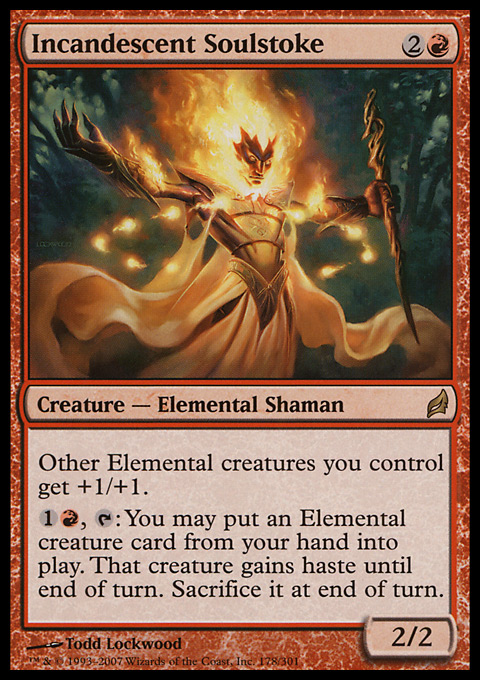 Incandescent Soulstoke 2
LOCKWOOD
Creature — Elemental Shaman
Other Elemental creatures you control
get +1/+1.
1, : You may put an Elemental
creature card from your hand into
play. That creature gains haste until
end of turn. Sacrifice it at end of turn.
Todd Lockwood
2/2
™ & © 1993–2007 Wizards of the Coast, Inc. 178/301